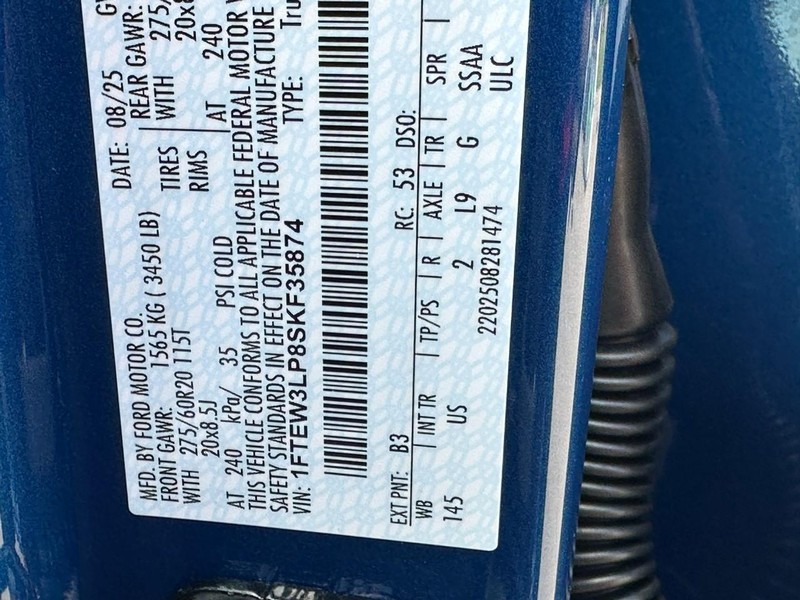 MFD. BY FORD MOTOR CO.
DATE: 08/25
FRONT GAWR: 1565 KG ( 3450 LB)
REAR GAWR:
WITH 275/60R20 115T
TIRES
WITH 275/
20x8.5J
RIMS
20x8
AT 240 kPa/ 35 PSI COLD
AT 240
THIS VEHICLE CONFORMS TO ALL APPLICABLE FEDERAL MOTOR
SAFETY STANDARDS IN EFFECT ON THE DATE OF MANUFACTURE
VIN: 1FTEW3LP8SKF35874
TYPE: Tru
EXT PNT: B3 RC: 53 DSO:
WB INT TR TP/PS R AXLE TR SPR
145 US 2 L9 G SSAA
2202508281474 ULC